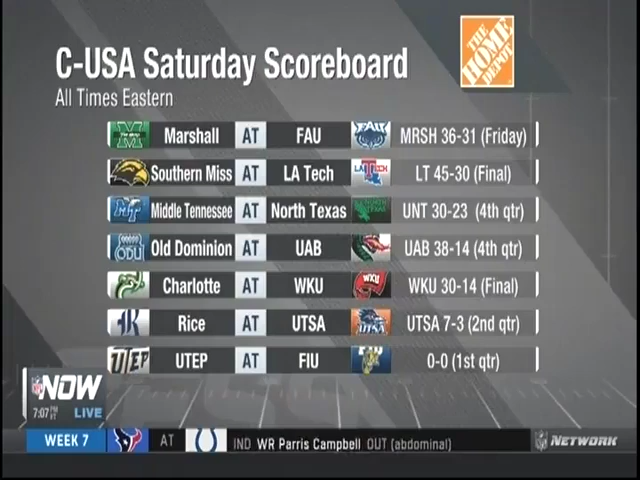 C-USA Saturday Scoreboard
All Times Eastern
THE HOME DEPOT
Marshall AT FAU MRSH 36-31 (Friday)
Southern Miss AT LA Tech LT 45-30 (Final)
Middle Tennessee AT North Texas UNT 30-23 (4th qtr)
Old Dominion AT UAB UAB 38-14 (4th qtr)
Charlotte AT WKU WKU 30-14 (Final)
Rice AT UTSA UTSA 7-3 (2nd qtr)
UTEP AT FIU 0-0 (1st qtr)
NFL NOW
7:07 PM ET LIVE
WEEK 7 AT IND WR Parris Campbell OUT (abdominal) NFL NETWORK